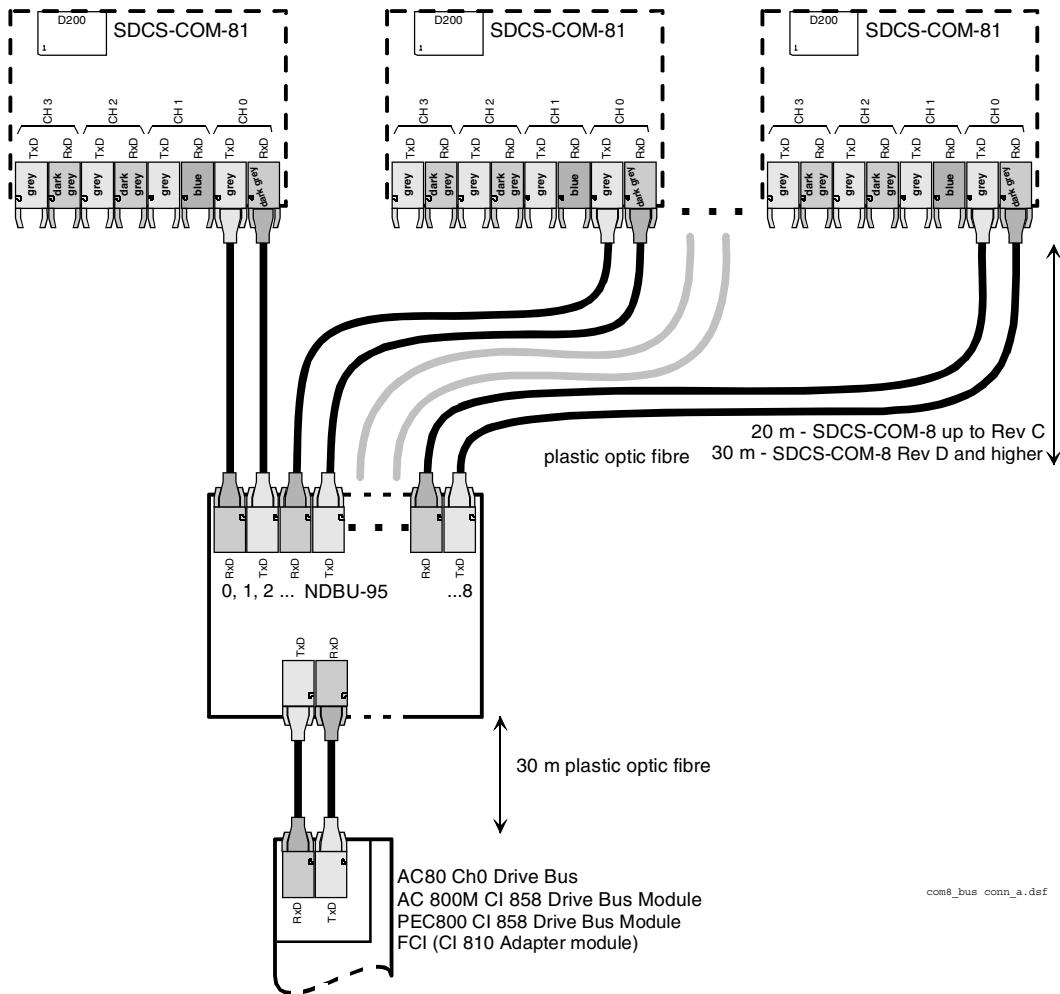 D200
1
SDCS-COM-81
D200
1
SDCS-COM-81
D200
1
SDCS-COM-81
CH 3 CH 2 CH 1 CH 0
TxD RxD TxD RxD TxD RxD TxD RxD
grey dark grey grey dark grey grey blue grey dark grey
CH 3 CH 2 CH 1 CH 0
TxD RxD TxD RxD TxD RxD TxD RxD
grey dark grey grey dark grey grey blue grey dark grey
CH 3 CH 2 CH 1 CH 0
TxD RxD TxD RxD TxD RxD TxD RxD
grey dark grey grey dark grey grey blue grey dark grey
20 m - SDCS-COM-8 up to Rev C
plastic optic fibre
30 m - SDCS-COM-8 Rev D and higher
RxD TxD RxD TxD RxD TxD
0, 1, 2 ... NDBU-95 ...8
TxD RxD
30 m plastic optic fibre
RxD TxD
AC80 Ch0 Drive Bus
AC 800M CI 858 Drive Bus Module
PEC800 CI 858 Drive Bus Module
FCI (CI 810 Adapter module)
com8_bus conn_a.dsf